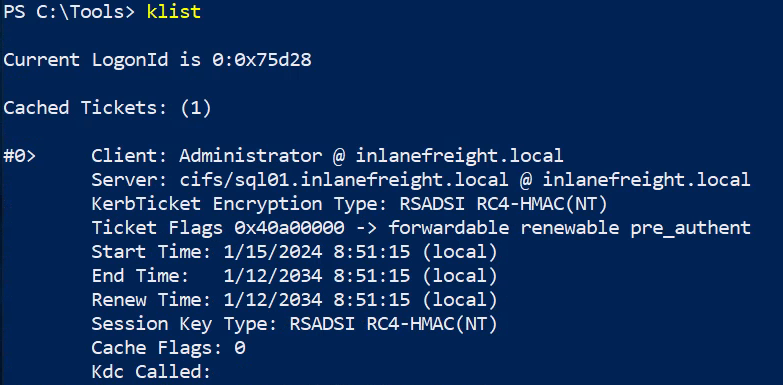 PS C:\Tools> klist
Current LogonId is 0:0x75d28
Cached Tickets: (1)
#0> Client: Administrator @ inlanefreight.local
Server: cifs/sql01.inlanefreight.local @ inlanefreight.local
KerbTicket Encryption Type: RSADSI RC4-HMAC(NT)
Ticket Flags 0x40a00000 -> forwardable renewable pre_authent
Start Time: 1/15/2024 8:51:15 (local)
End Time: 1/12/2034 8:51:15 (local)
Renew Time: 1/12/2034 8:51:15 (local)
Session Key Type: RSADSI RC4-HMAC(NT)
Cache Flags: 0
Kdc Called: